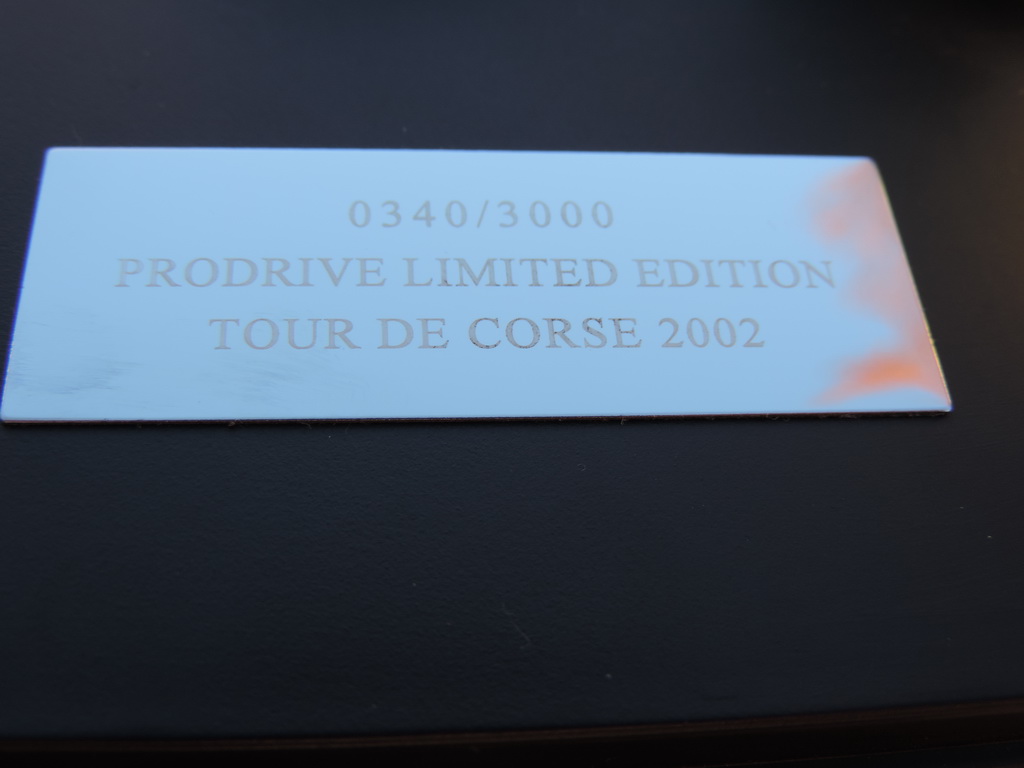 0340/3000
PRODRIVE LIMITED EDITION
TOUR DE CORSE 2002